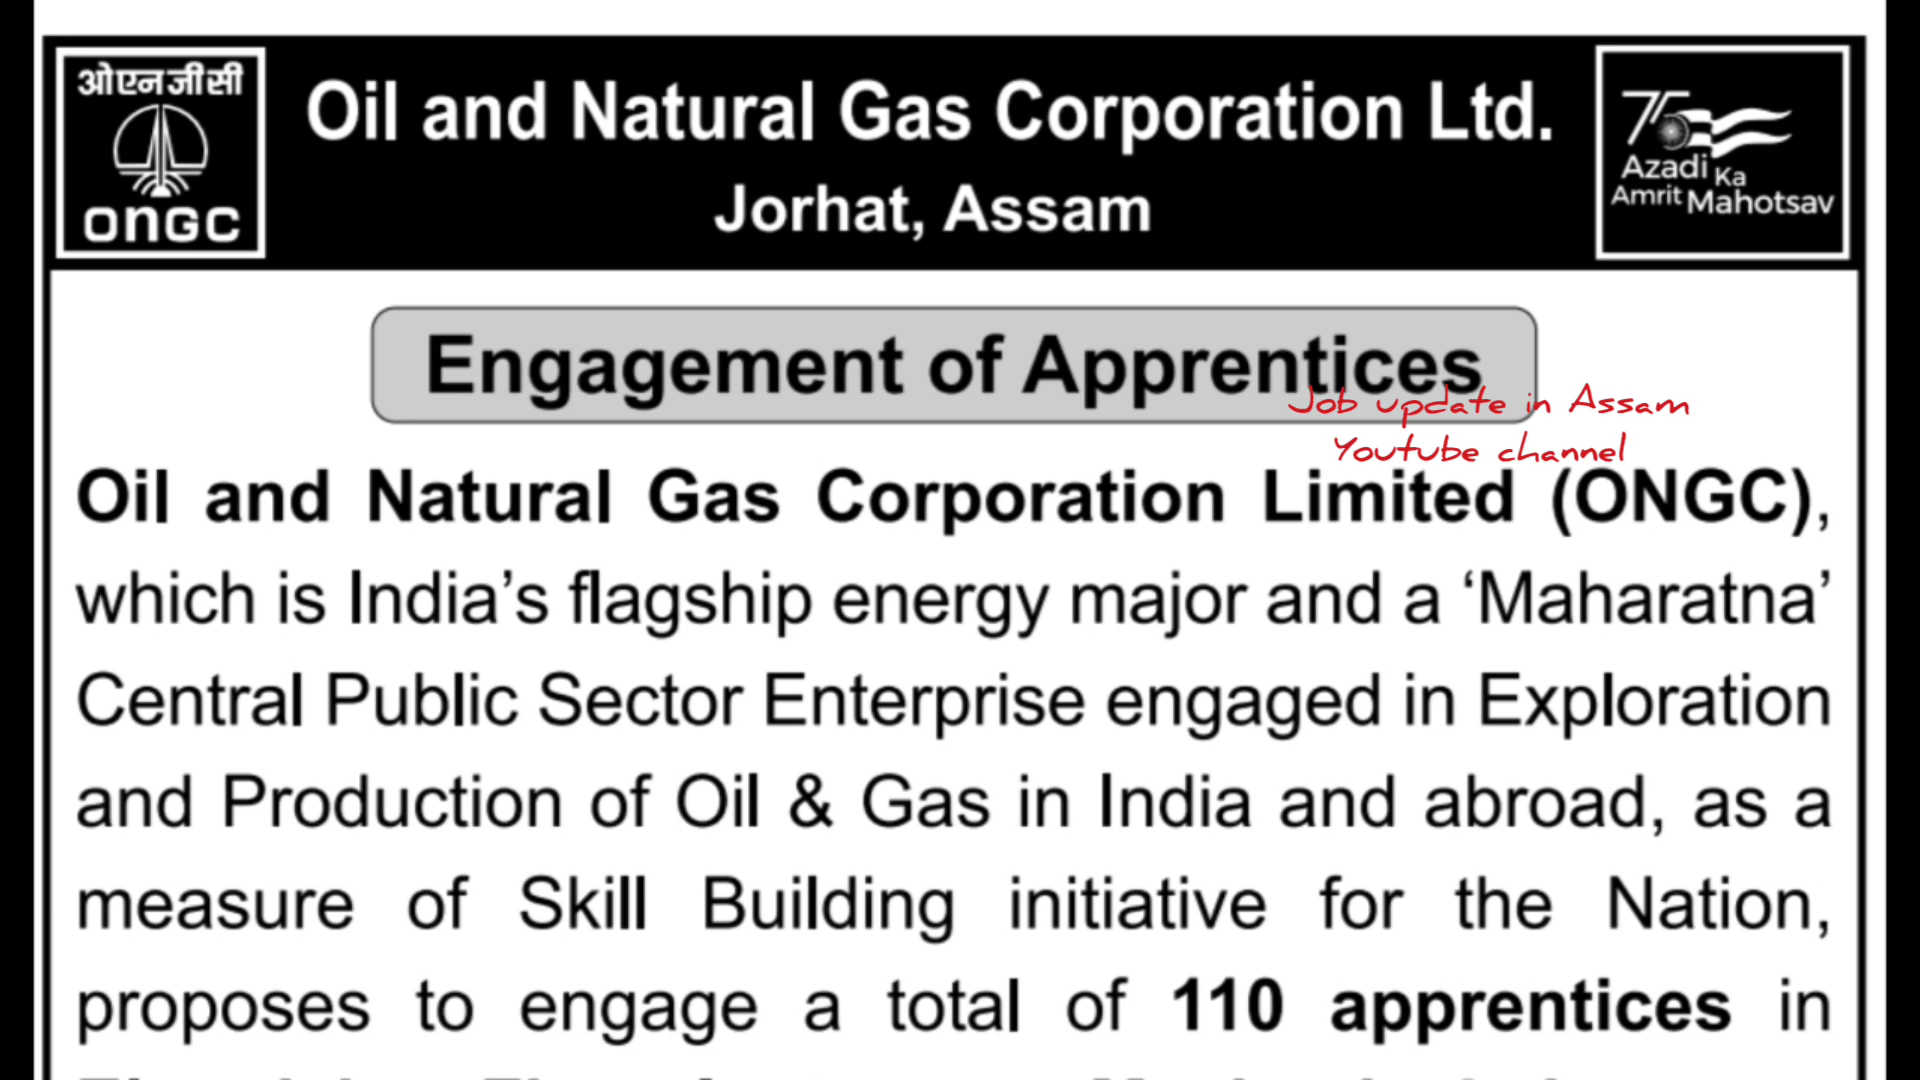 ओएनजीसी
ONGC
Oil and Natural Gas Corporation Ltd.
Jorhat, Assam
75
Azadi Ka
Amrit Mahotsav
Engagement of Apprentices
Job update in Assam
Youtube channel
Oil and Natural Gas Corporation Limited (ONGC),
which is India’s flagship energy major and a ‘Maharatna’
Central Public Sector Enterprise engaged in Exploration
and Production of Oil & Gas in India and abroad, as a
measure of Skill Building initiative for the Nation,
proposes to engage a total of 110 apprentices in